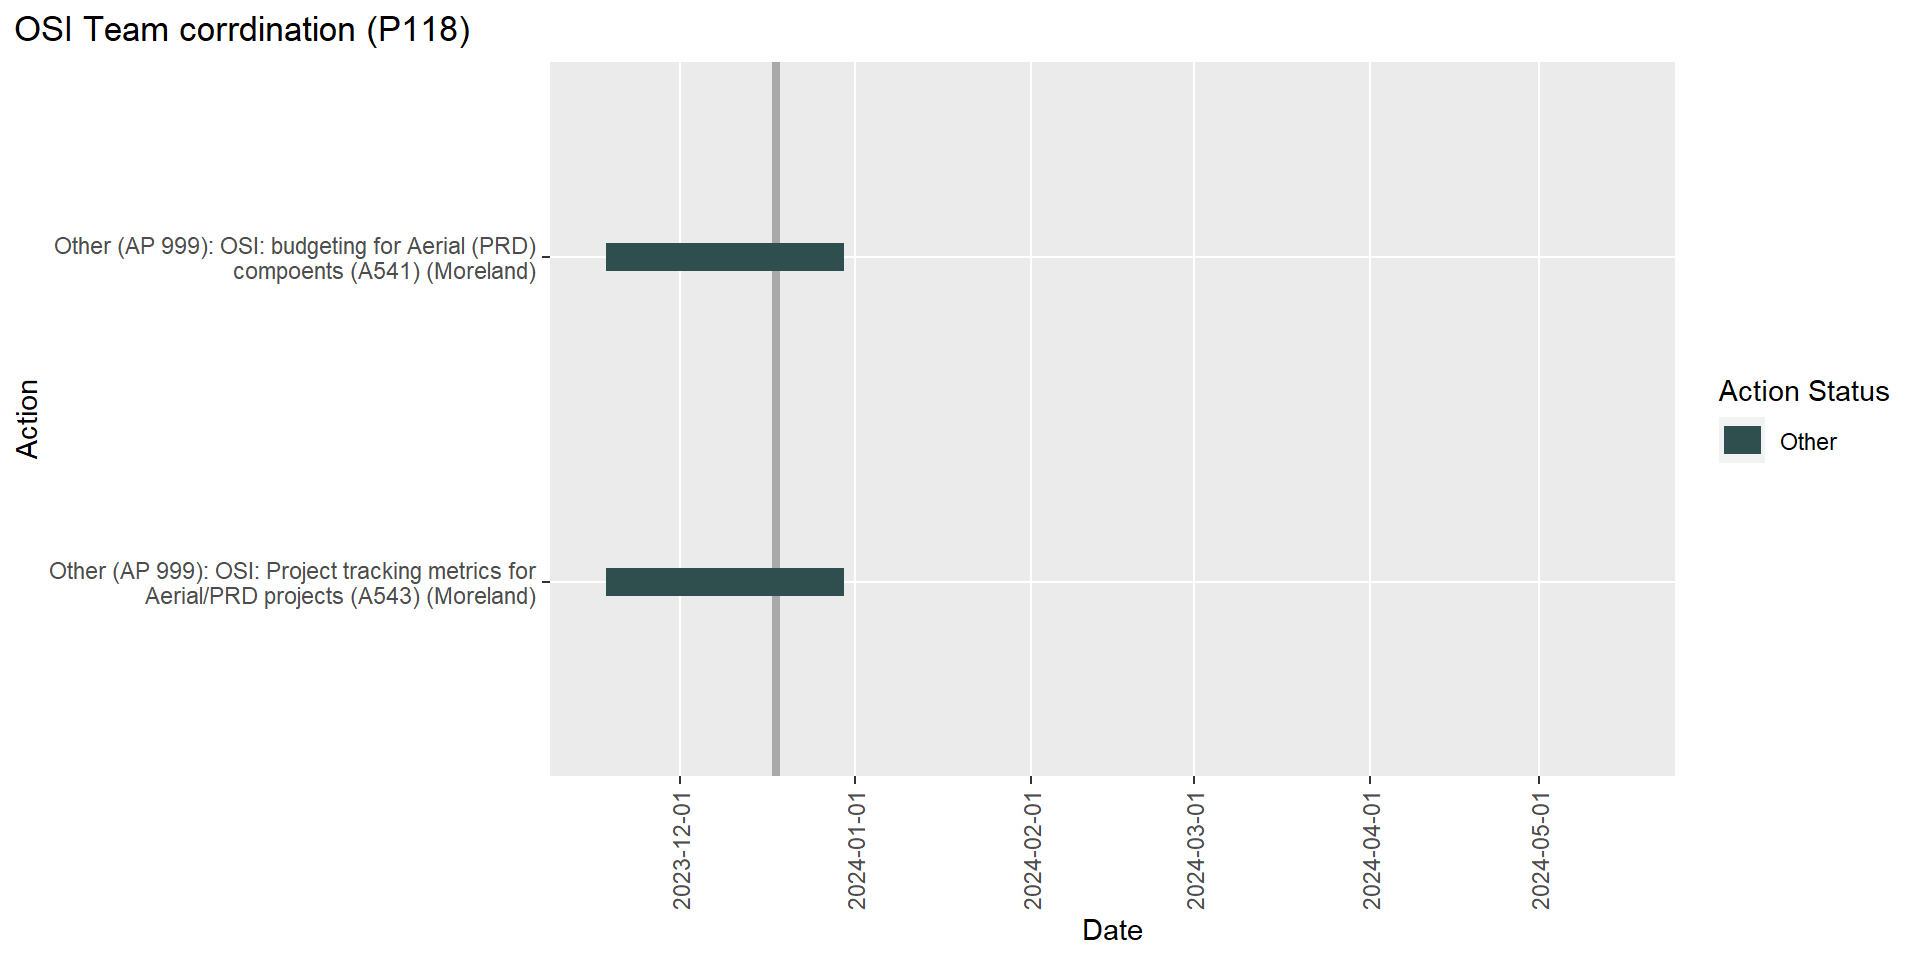 OSI Team corrdination (P118)
Action
Other (AP 999): OSI: budgeting for Aerial (PRD)
compoents (A541) (Moreland)
Other (AP 999): OSI: Project tracking metrics for
Aerial/PRD projects (A543) (Moreland)
2023-12-01
2024-01-01
2024-02-01
2024-03-01
2024-04-01
2024-05-01
Date
Action Status
Other